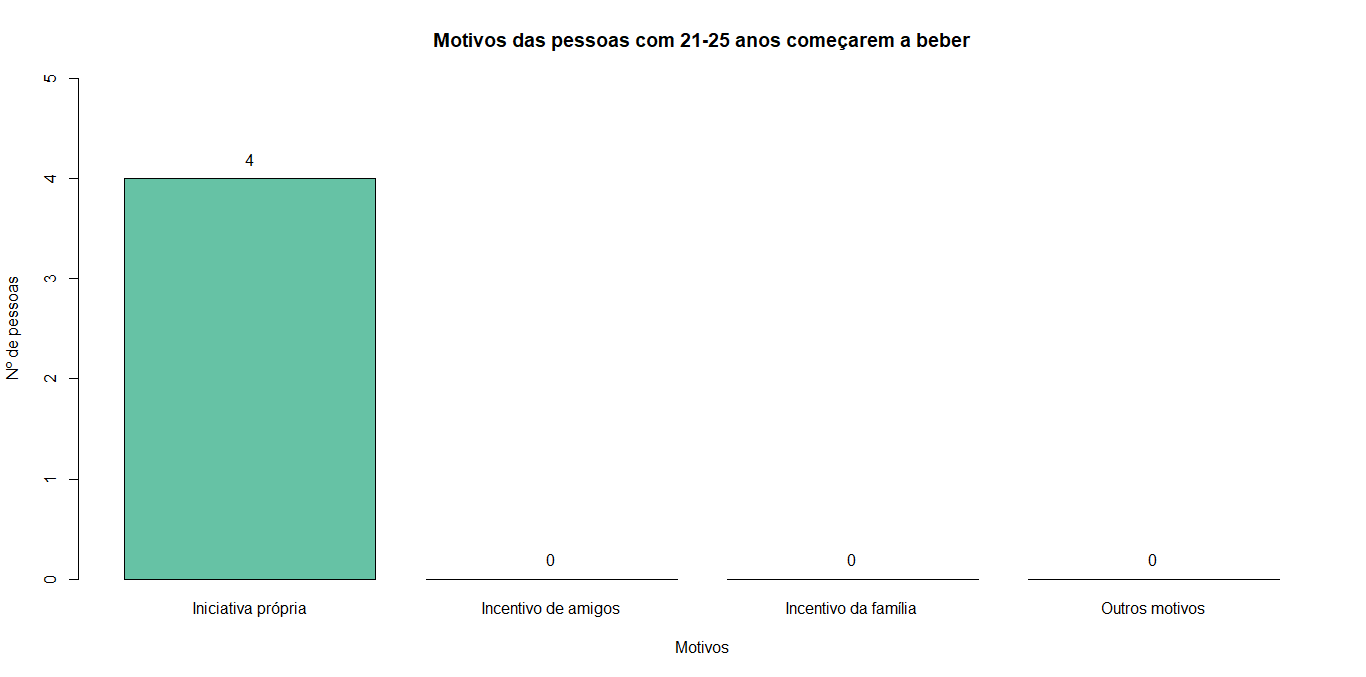 Motivos das pessoas com 21-25 anos começarem a beber
5
4
3
2
1
0
Nº de pessoas
4
0
0
0
Iniciativa própria
Incentivo de amigos
Incentivo da família
Outros motivos
Motivos